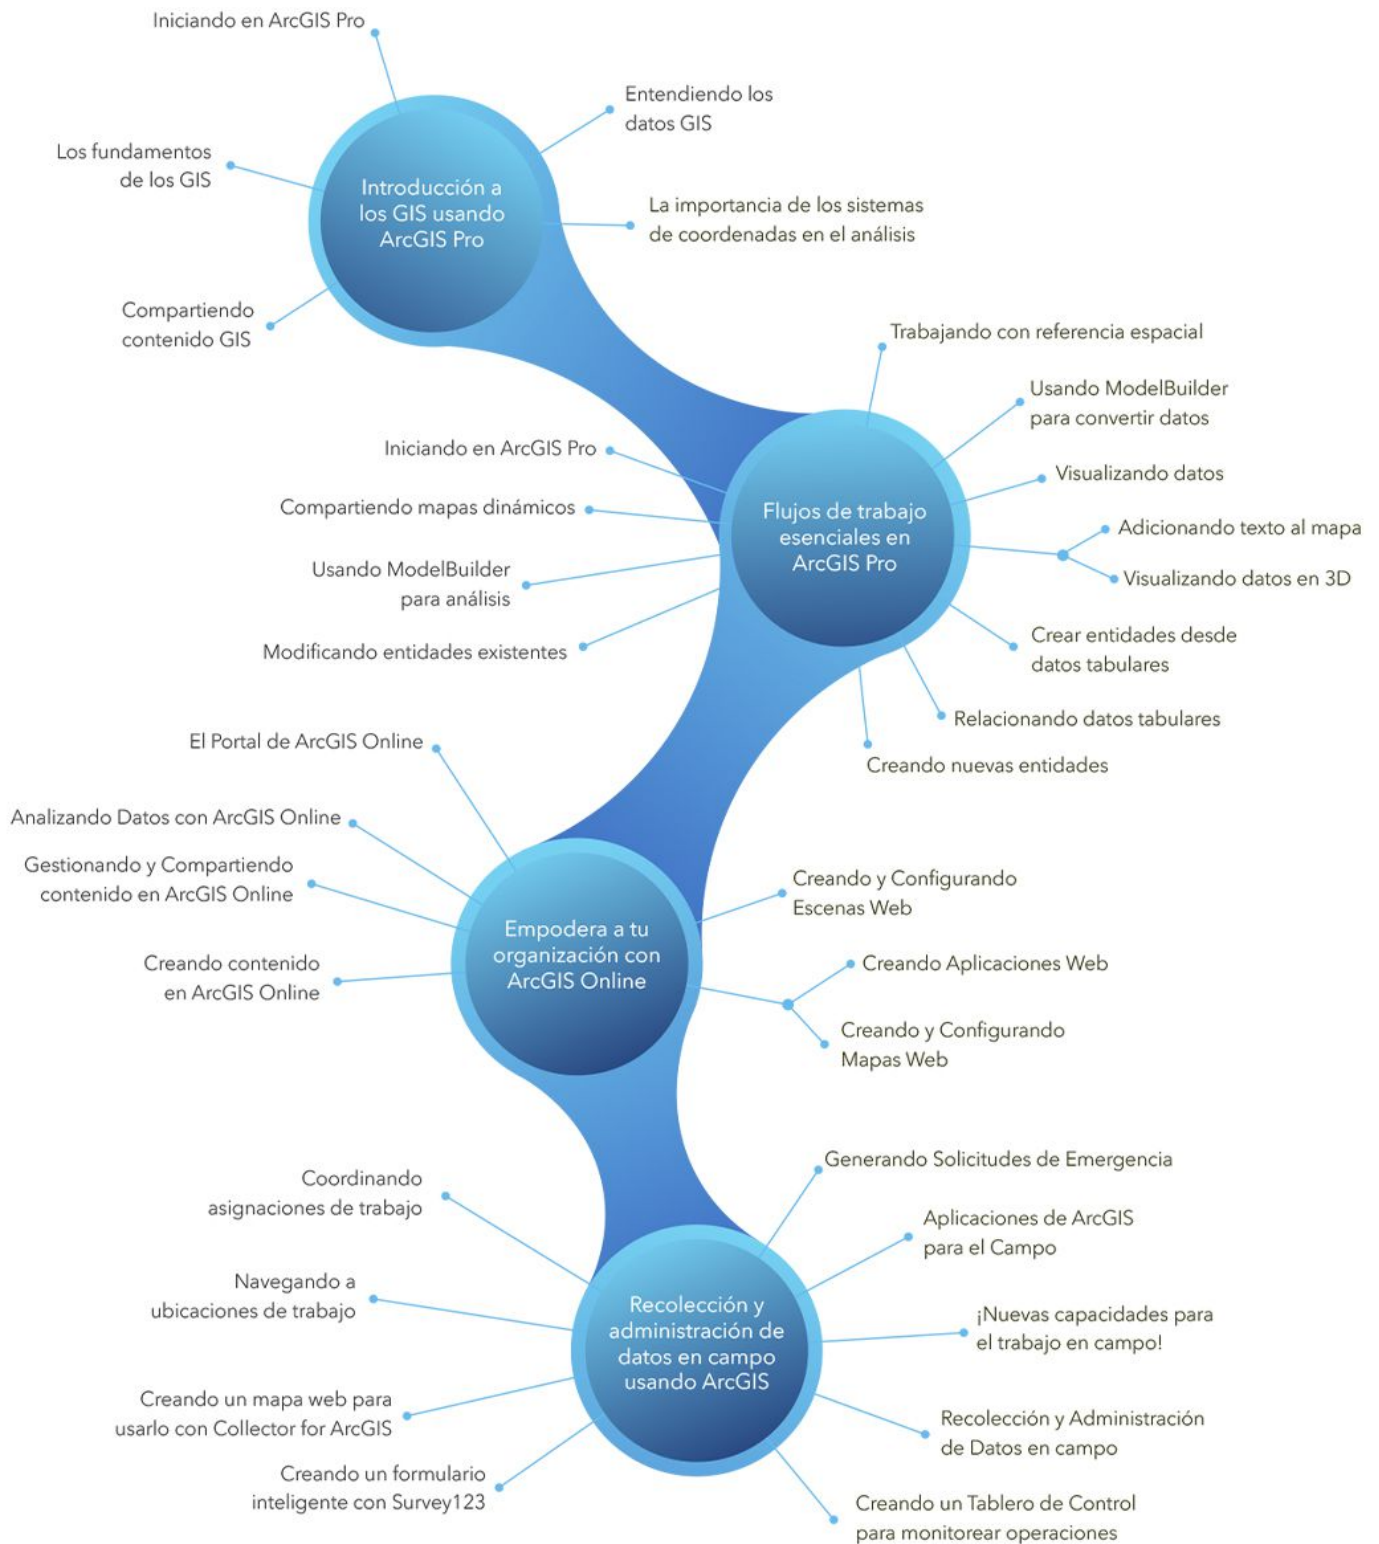 Iniciando en ArcGIS Pro
Entendiendo los
datos GIS
Los fundamentos
de los GIS
Introducción a
los GIS usando
ArcGIS Pro
La importancia de los sistemas
de coordenadas en el análisis
Compartiendo
contenido GIS
Trabajando con referencia espacial
Usando ModelBuilder
para convertir datos
Iniciando en ArcGIS Pro
Visualizando datos
Compartiendo mapas dinámicos
Flujos de trabajo
esenciales en
ArcGIS Pro
Adicionando texto al mapa
Usando ModelBuilder
para análisis
Visualizando datos en 3D
Modificando entidades existentes
Crear entidades desde
datos tabulares
Relacionando datos tabulares
Creando nuevas entidades
El Portal de ArcGIS Online
Analizando Datos con ArcGIS Online
Gestionando y Compartiendo
contenido en ArcGIS Online
Creando y Configurando
Escenas Web
Empodera a tu
organización con
ArcGIS Online
Creando contenido
en ArcGIS Online
Creando Aplicaciones Web
Creando y Configurando
Mapas Web
Generando Solicitudes de Emergencia
Coordinando
asignaciones de trabajo
Aplicaciones de ArcGIS
para el Campo
Navegando a
ubicaciones de trabajo
Recolección y
administración de
datos en campo
usando ArcGIS
¡Nuevas capacidades para
el trabajo en campo!
Creando un mapa web para
usarlo con Collector for ArcGIS
Recolección y Administración
de Datos en campo
Creando un formulario
inteligente con Survey123
Creando un Tablero de Control
para monitorear operaciones